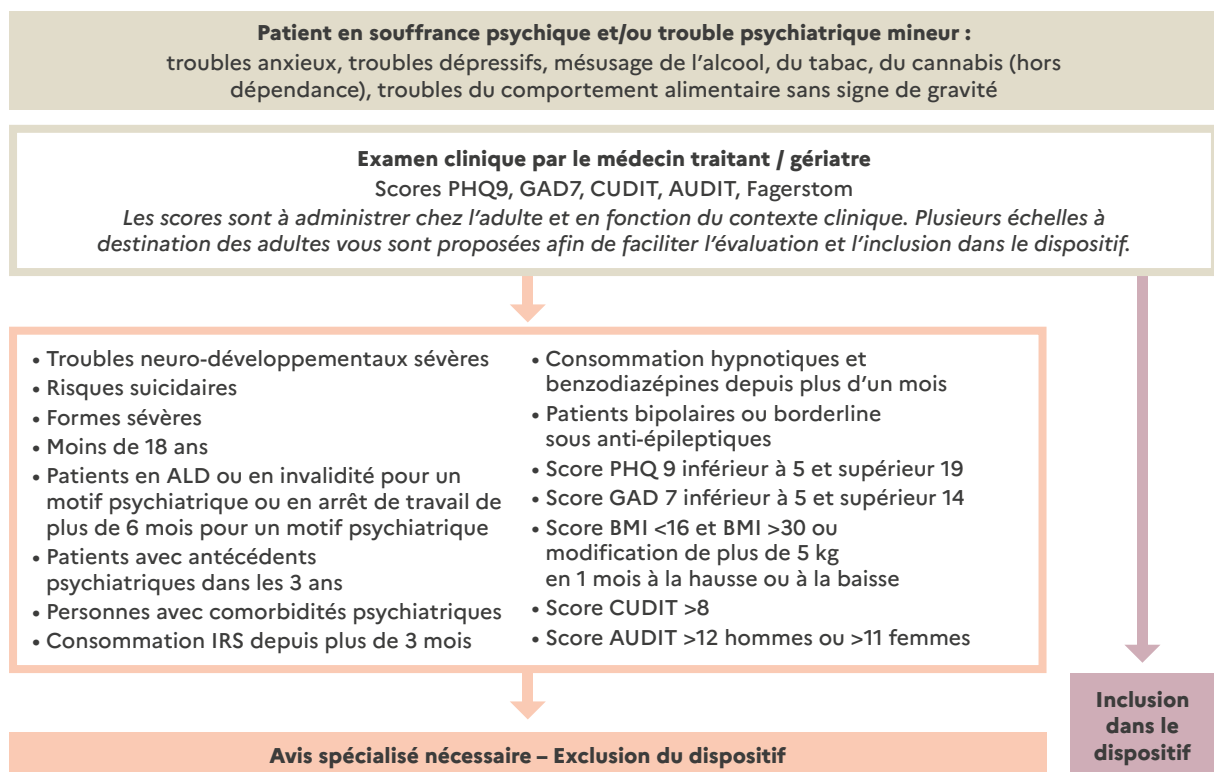 Patient en souffrance psychique et/ou trouble psychiatrique mineur :
troubles anxieux, troubles dépressifs, mésusage de l’alcool, du tabac, du cannabis (hors
dépendance), troubles du comportement alimentaire sans signe de gravité
Examen clinique par le médecin traitant / gériatre
Scores PHQ9, GAD7, CUDIT, AUDIT, Fagerstom
Les scores sont à administrer chez l’adulte et en fonction du contexte clinique. Plusieurs échelles à
destination des adultes vous sont proposées afin de faciliter l’évaluation et l’inclusion dans le dispositif.
• Troubles neuro-développementaux sévères
• Risques suicidaires
• Formes sévères
• Moins de 18 ans
• Patients en ALD ou en invalidité pour un
motif psychiatrique ou en arrêt de travail de
plus de 6 mois pour un motif psychiatrique
• Patients avec antécédents
psychiatriques dans les 3 ans
• Personnes avec comorbidités psychiatriques
• Consommation IRS depuis plus de 3 mois
• Consommation hypnotiques et
benzodiazépines depuis plus d’un mois
• Patients bipolaires ou borderline
sous anti-épileptiques
• Score PHQ 9 inférieur à 5 et supérieur 19
• Score GAD 7 inférieur à 5 et supérieur 14
• Score BMI <16 et BMI >30 ou
modification de plus de 5 kg
en 1 mois à la hausse ou à la baisse
• Score CUDIT >8
• Score AUDIT >12 hommes ou >11 femmes
Avis spécialisé nécessaire – Exclusion du dispositif
Inclusion
dans le
dispositif